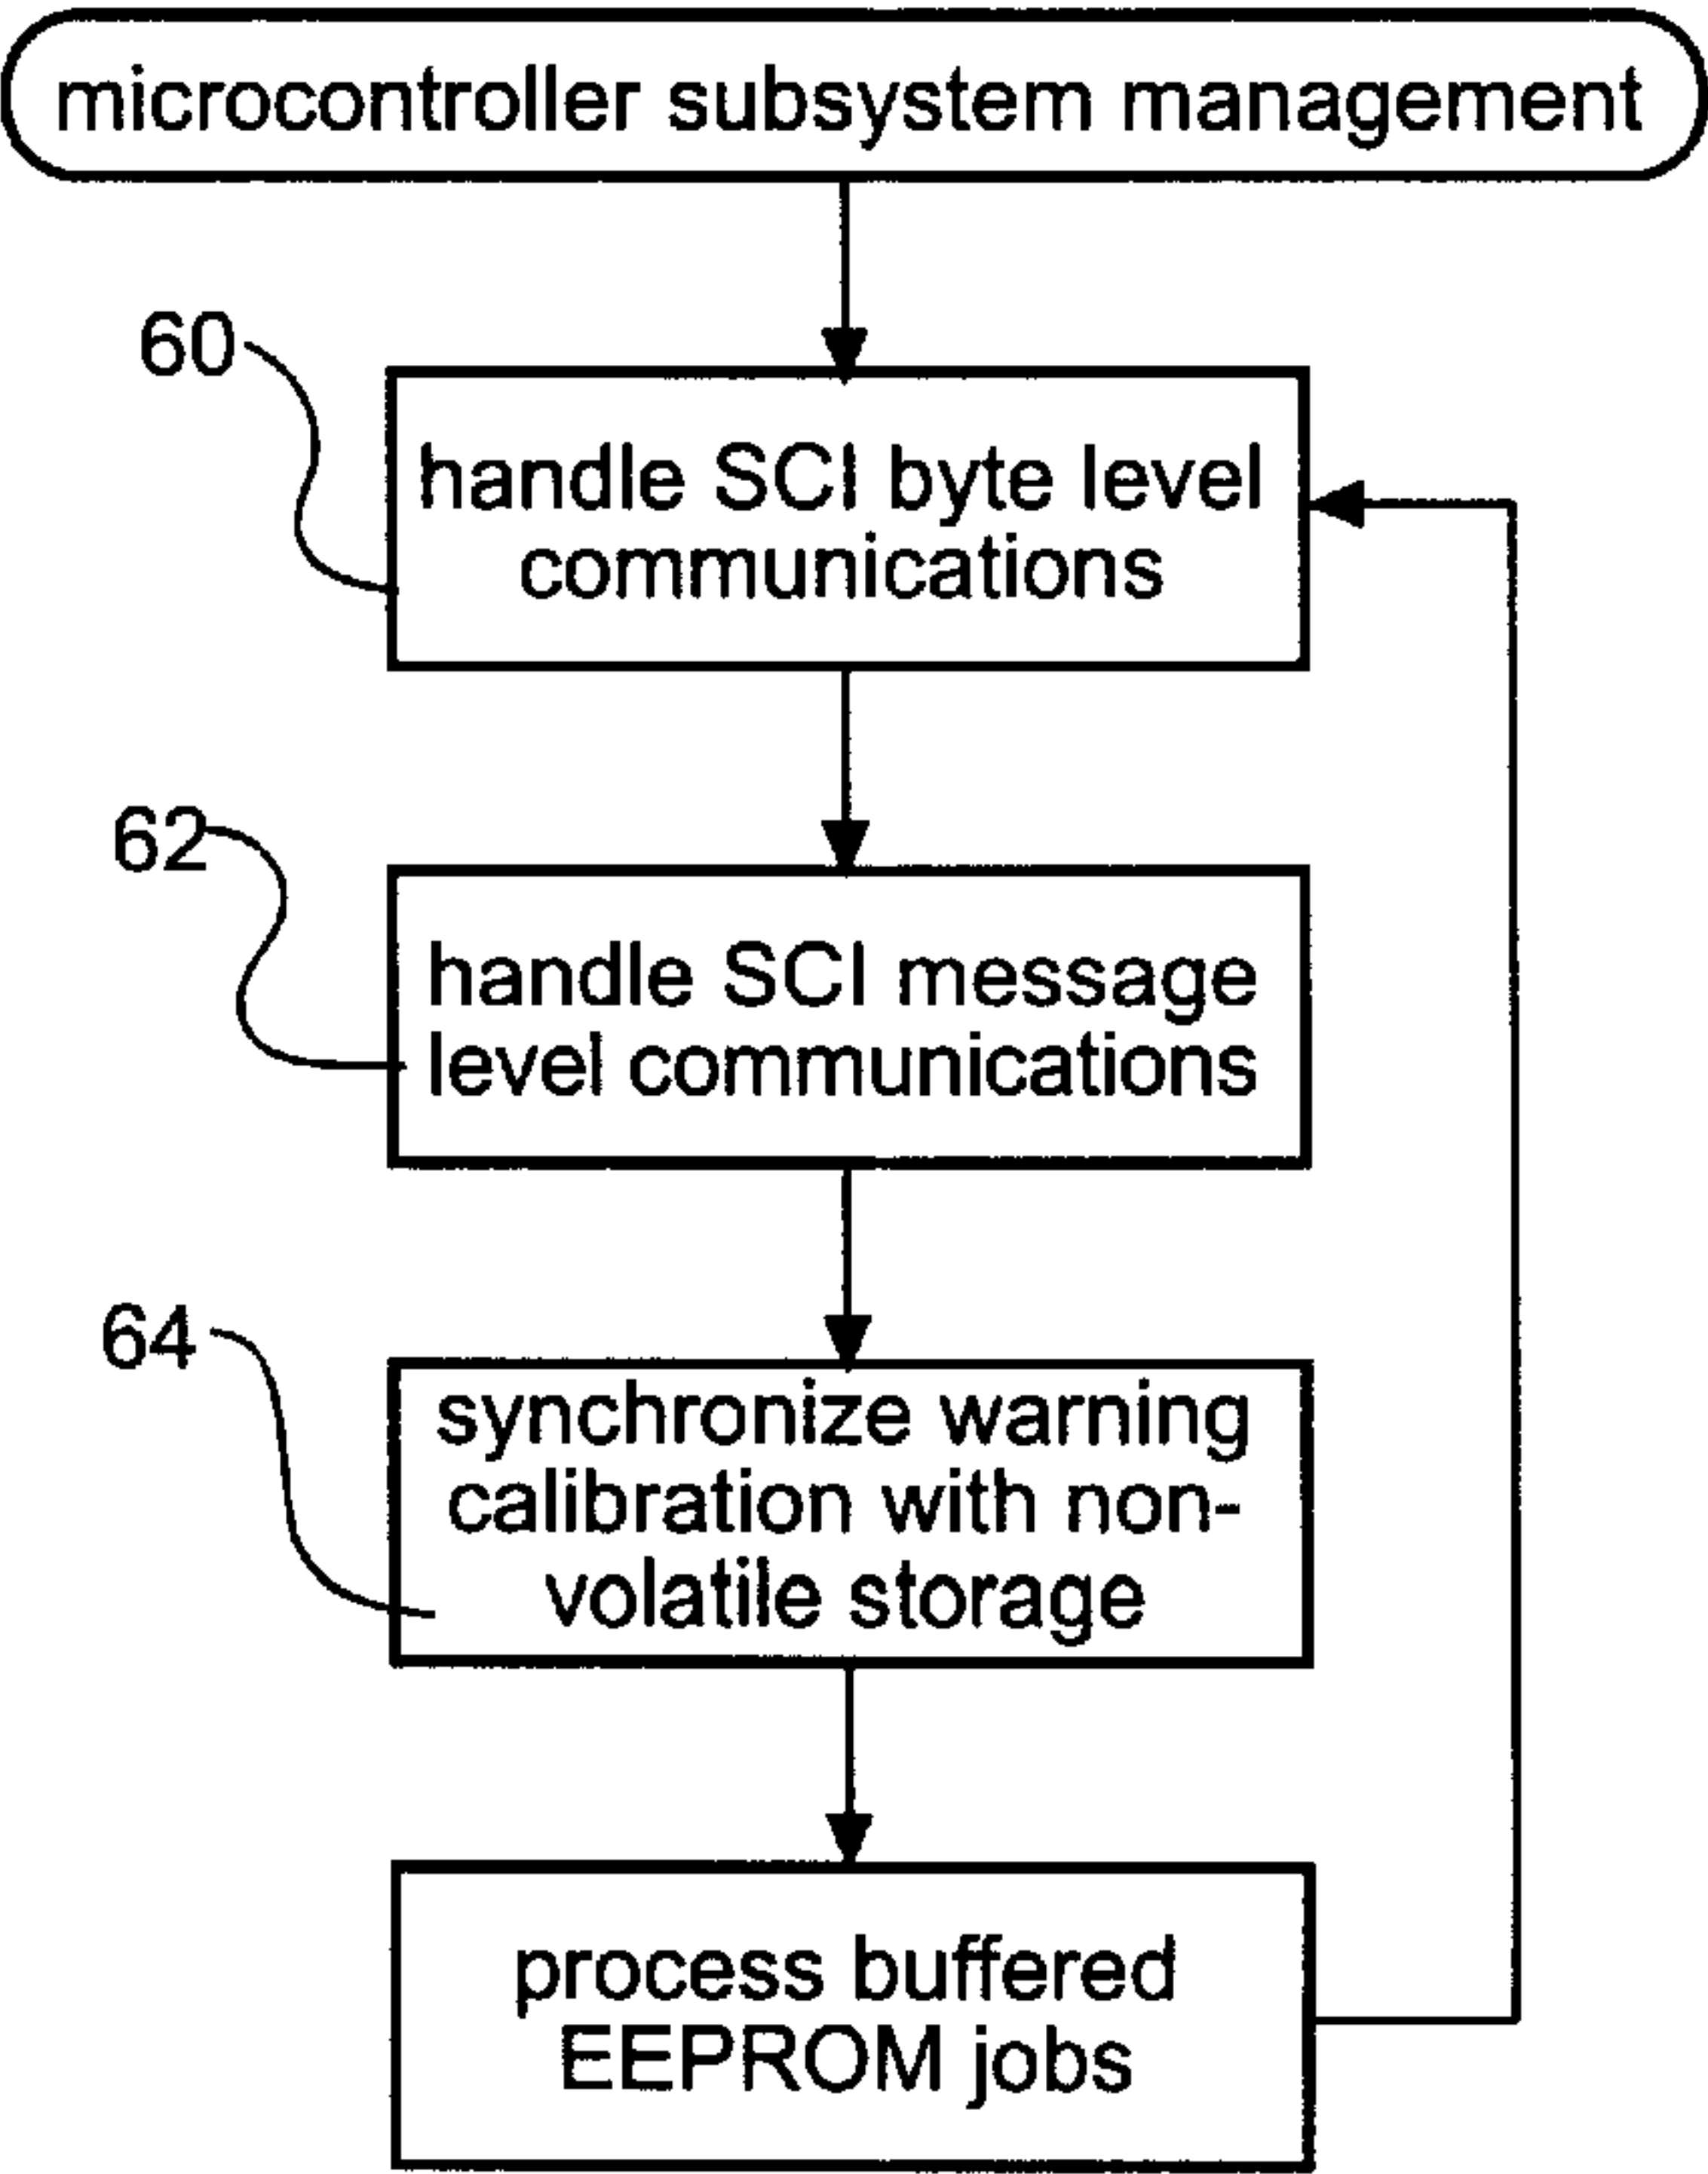 microcontroller subsystem management
60
handle SCI byte level
communications
62
handle SCI message
level communications
64
synchronize warning
calibration with non-
volatile storage
process buffered
EEPROM jobs